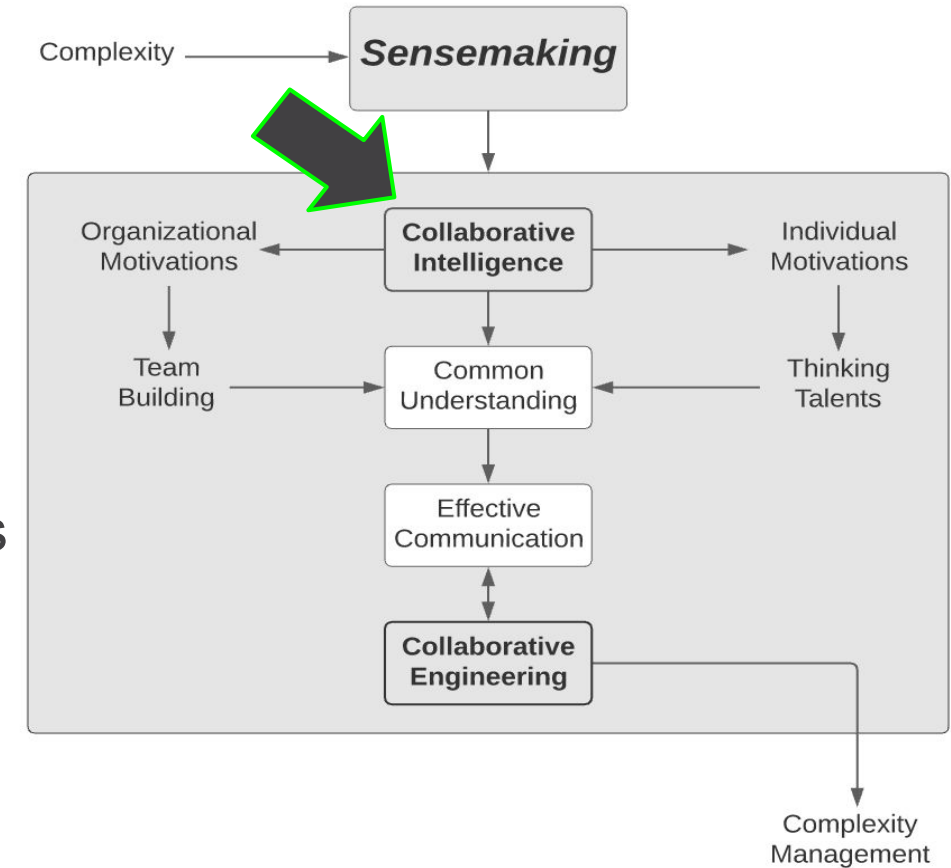 Complexity
Sensemaking
Organizational
Motivations
Collaborative
Intelligence
Individual
Motivations
Team
Building
Common
Understanding
Thinking
Talents
s
Effective
Communication
Collaborative
Engineering
Complexity
Management